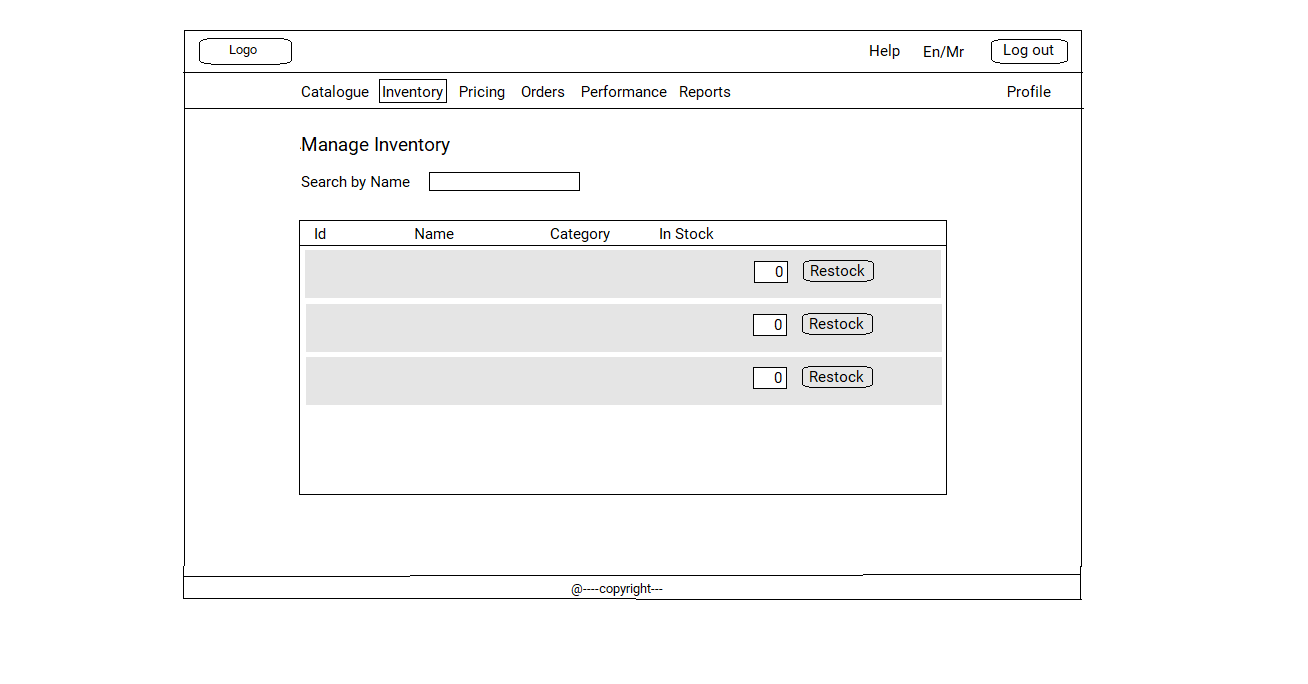 Logo Help En/Mr Log out
Catalogue Inventory Pricing Orders Performance Reports Profile
Manage Inventory
Search by Name
Id Name Category In Stock
0 Restock
0 Restock
0 Restock
@----copyright---